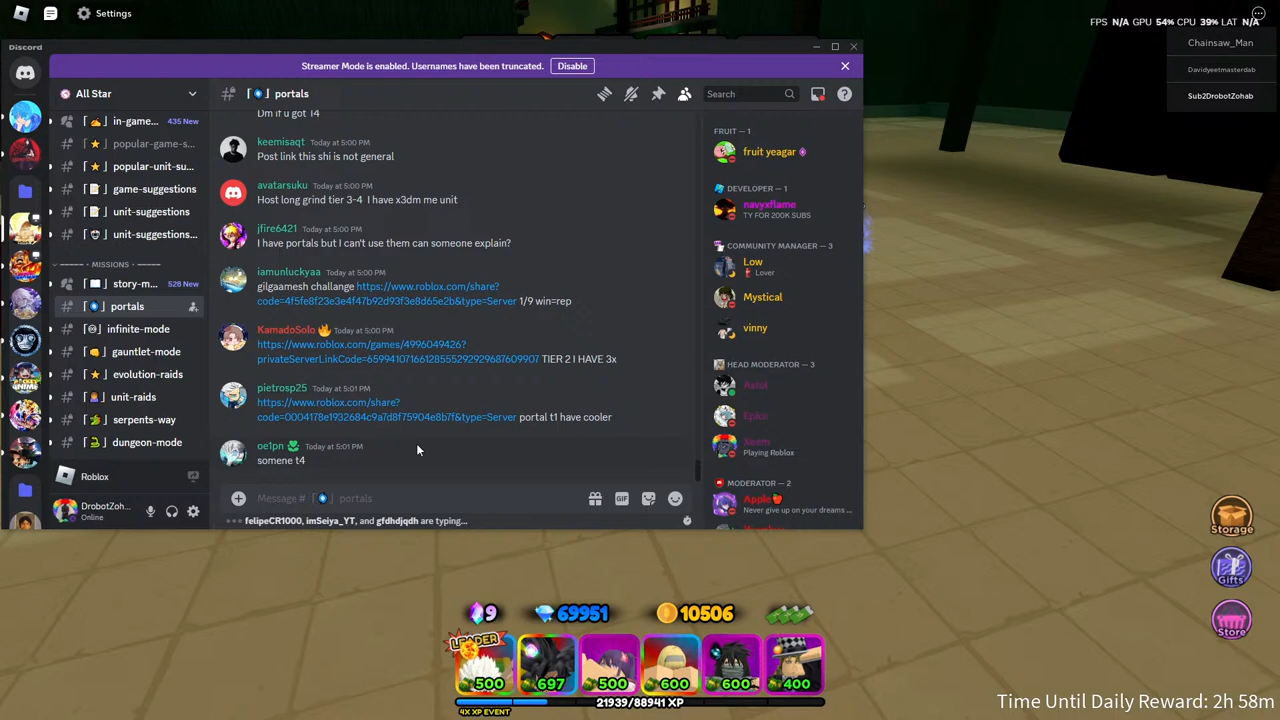 Settings
FPS N/A GPU 54% CPU 39% LAT N/A
Chainsaw_Man
Davidyeetmasterdab
Sub2DrobotZohab
Discord
Streamer Mode is enabled. Usernames have been truncated.
Disable
All Star
in-game...
435 New
popular-game-s...
popular-unit-su...
game-suggestions
unit-suggestions
unit-suggestions...
MISSIONS
story-m...
528 New
portals
infinite-mode
gauntlet-mode
evolution-raids
unit-raids
serpents-way
dungeon-mode
Roblox
DrobotZoh...
Online
portals
Search
Dm if u got T4
keemisaqt Today at 5:00 PM
Post link this shi is not general
avatarsuku Today at 5:00 PM
Host long grind tier 3-4 I have x3dm me unit
jfire6421 Today at 5:00 PM
I have portals but I can't use them can someone explain?
iamunluckyaa Today at 5:00 PM
gilgaamesh challange https://www.roblox.com/share?
code=4f5fe8f23e3e4f47b92d93f3e8d65e2b&type=Server 1/9 win=rep
KamadoSolo Today at 5:00 PM
https://www.roblox.com/games/4996049426?
privateServerLinkCode=65994107166128555292929687609907 TIER 2 I HAVE 3x
pietrosp25 Today at 5:01 PM
https://www.roblox.com/share?
code=0004178e1932684c9a7d8f75904e8b7f&type=Server portal t1 have cooler
oe1pn Today at 5:01 PM
somene t4
Message # portals
GIF
felipeCR1000, imSeiya_YT, and gfdhdjqdh are typing...
FRUIT — 1
fruit yeagar
DEVELOPER — 1
navyxflame
TY FOR 200K SUBS
COMMUNITY MANAGER — 3
Low
Lover
Mystical
vinny
HEAD MODERATOR — 3
Xeem
Playing Roblox
MODERATOR — 2
Apple
Never give up on your dreams ...
Storage
Gifts
Store
9
69951
10506
LEADER
500
697
500
600
600
400
4X XP EVENT
21939/88941 XP
Time Until Daily Reward: 2h 58m